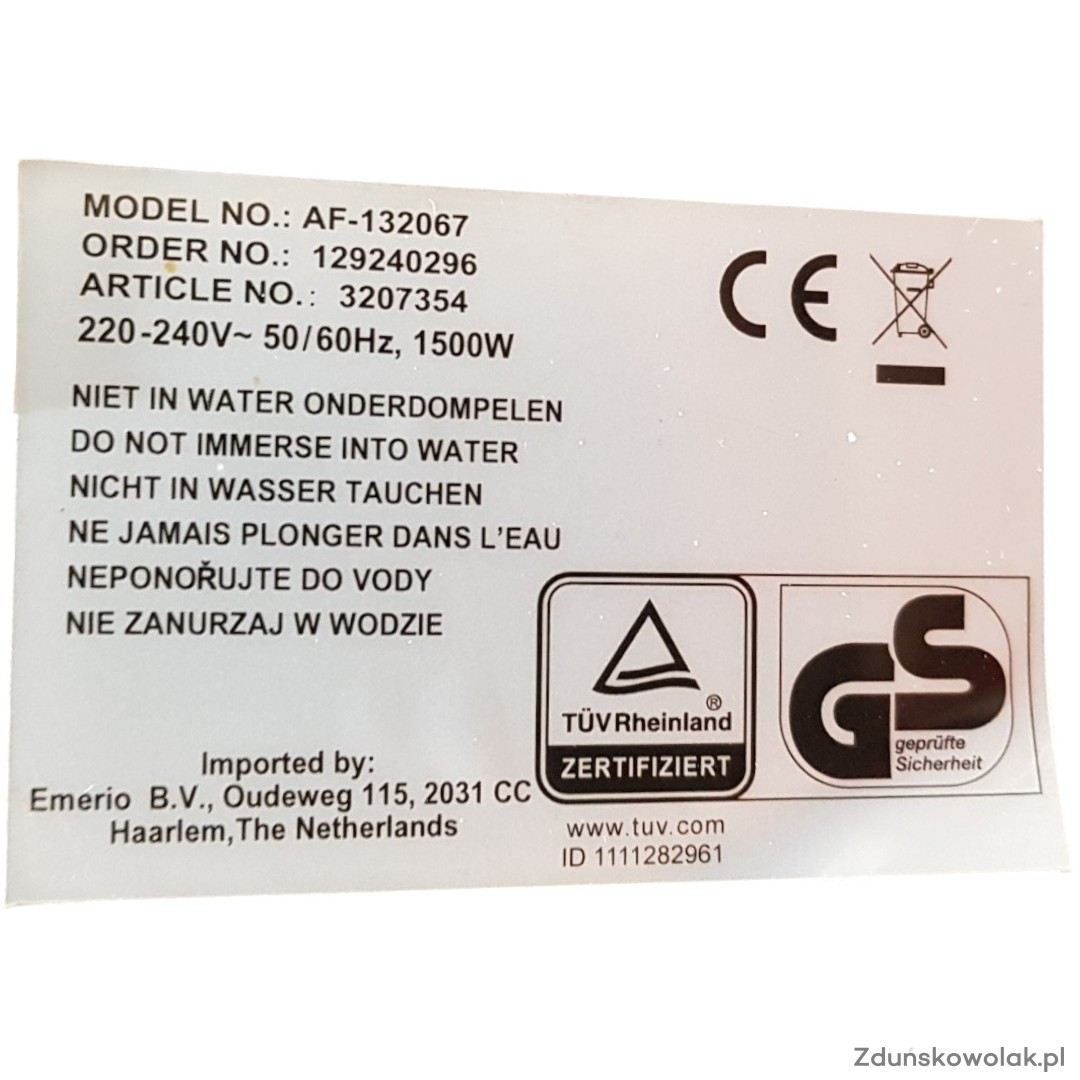 MODEL NO.: AF-132067
ORDER NO.: 129240296
ARTICLE NO.: 3207354
220-240V~ 50/60Hz, 1500W
CE
NIET IN WATER ONDERDOMPELEN
DO NOT IMMERSE INTO WATER
NICHT IN WASSER TAUCHEN
NE JAMAIS PLONGER DANS L'EAU
NEPONOŘUJTE DO VODY
NIE ZANURZAJ W WODZIE
Imported by:
Emerio B.V., Oudeweg 115, 2031 CC
Haarlem,The Netherlands
TÜVRheinland®
ZERTIFIZIERT
GS
geprüfte
Sicherheit
www.tuv.com
ID 1111282961
Zduńskowolak.pl